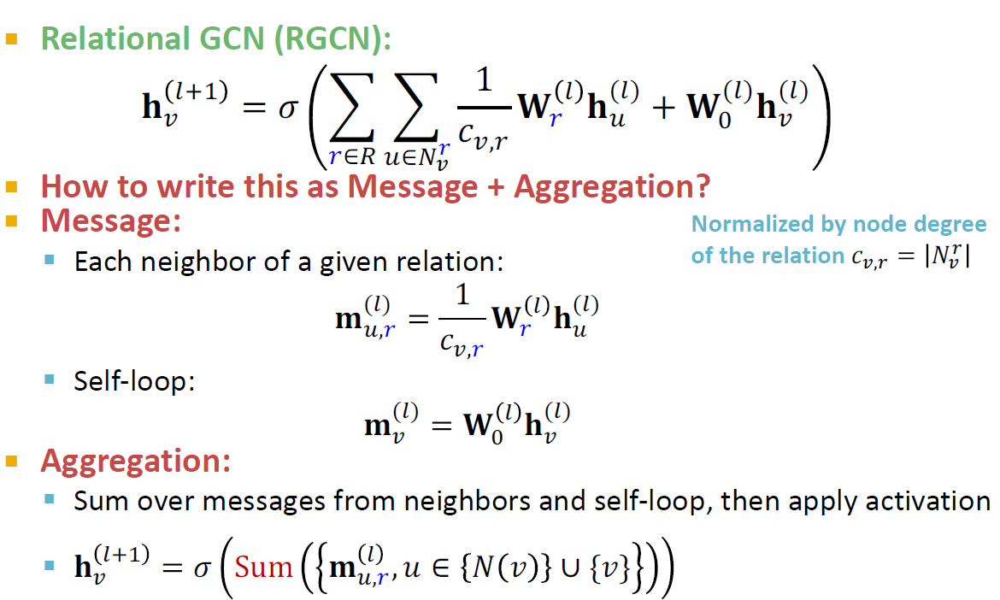 Relational GCN (RGCN):
$\mathbf{h}_v^{(l+1)} = \sigma\left(\sum_{r \in R} \sum_{u \in N_v^r} \frac{1}{c_{v,r}} \mathbf{W}_r^{(l)} \mathbf{h}_u^{(l)} + \mathbf{W}_0^{(l)} \mathbf{h}_v^{(l)}\right)$
How to write this as Message + Aggregation?
Message:
Normalized by node degree
of the relation $c_{v,r} = |N_v^r|$
Each neighbor of a given relation:
$\mathbf{m}_{u,r}^{(l)} = \frac{1}{c_{v,r}} \mathbf{W}_r^{(l)} \mathbf{h}_u^{(l)}$
Self-loop:
$\mathbf{m}_v^{(l)} = \mathbf{W}_0^{(l)} \mathbf{h}_v^{(l)}$
Aggregation:
Sum over messages from neighbors and self-loop, then apply activation
$\mathbf{h}_v^{(l+1)} = \sigma\left(\text{Sum}\left(\left\{\mathbf{m}_{u,r}^{(l)}, u \in \{N(v)\} \cup \{v\}\right\}\right)\right)$